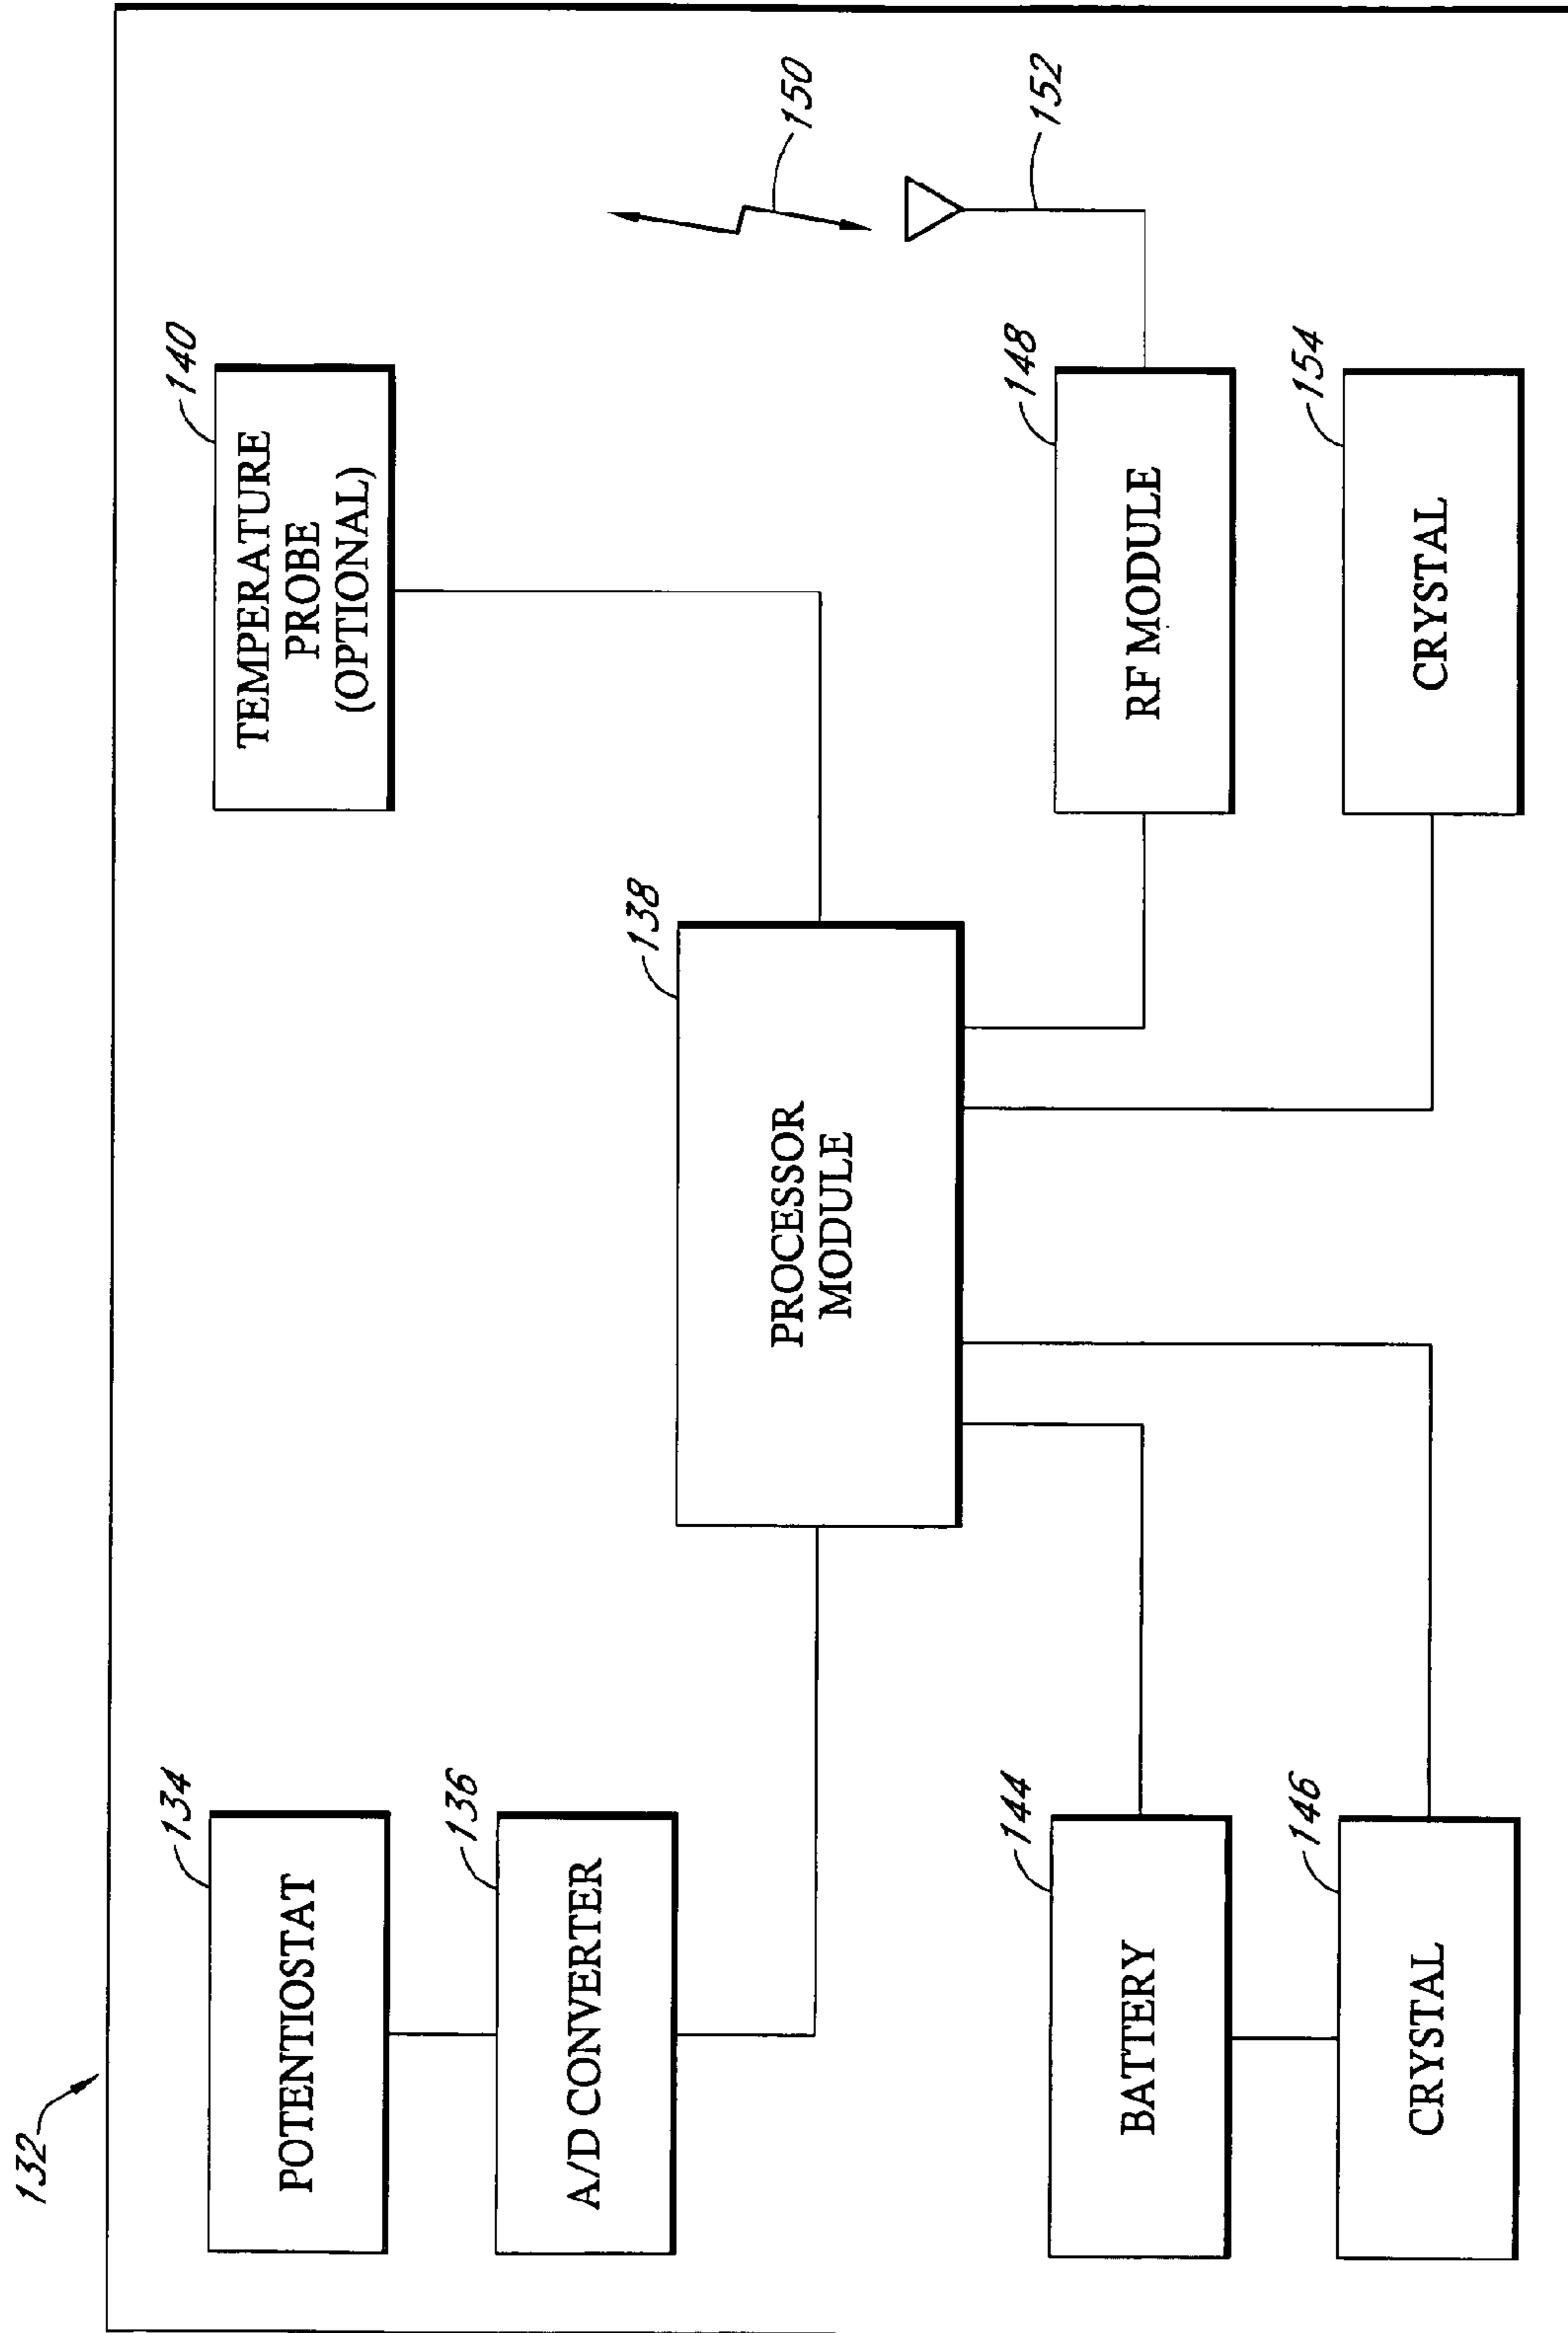 132
134
POTENTIOSTAT
136
A/D CONVERTER
140
TEMPERATURE
PROBE
(OPTIONAL)
138
PROCESSOR
MODULE
150
152
144
BATTERY
146
CRYSTAL
148
RF MODULE
154
CRYSTAL